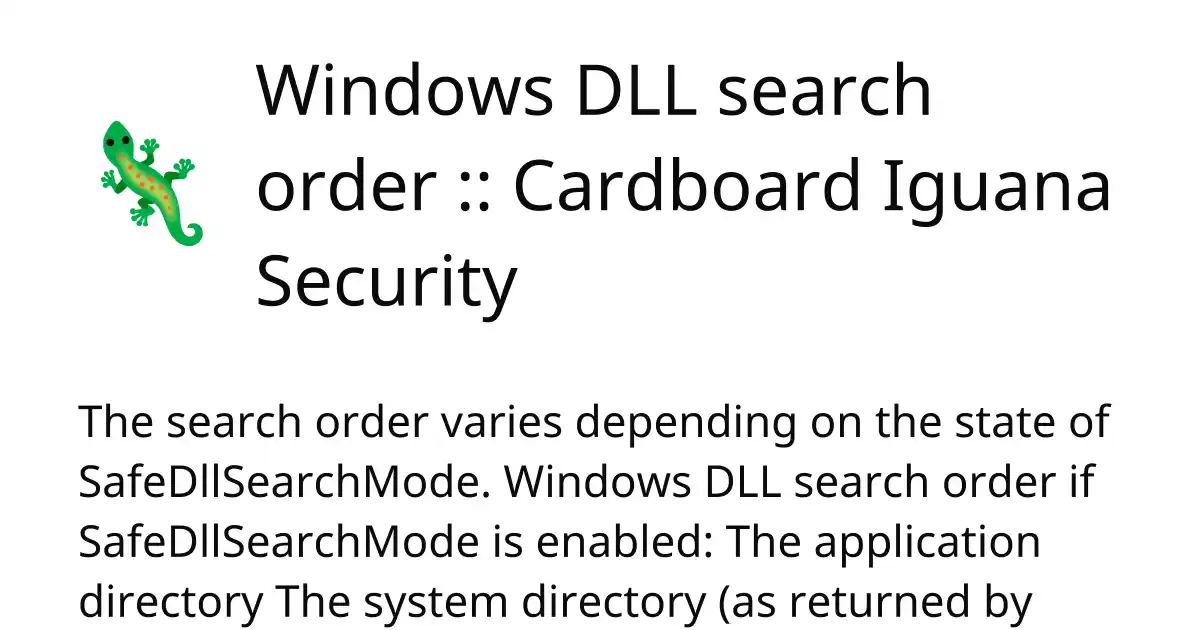 Windows DLL search
order :: Cardboard Iguana
Security
The search order varies depending on the state of
SafeDllSearchMode. Windows DLL search order if
SafeDllSearchMode is enabled: The application
directory The system directory (as returned by